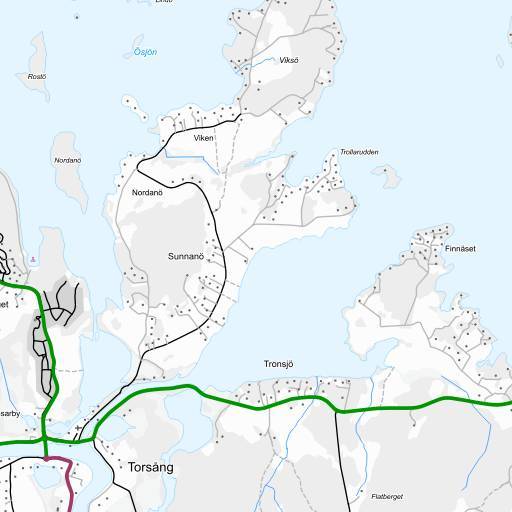 Ösjön
Viksö
Rostö
Viken
Trollerudden
Nordanö
Nordanö
Finnäset
Sunnanö
Tronsjö
Torsång
Flatberget